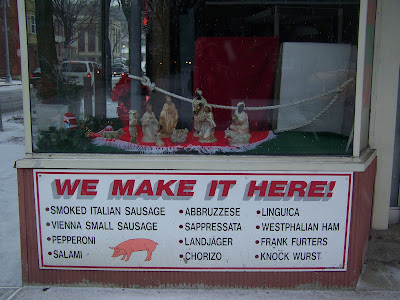 WE MAKE IT HERE!
•SMOKED ITALIAN SAUSAGE
•VIENNA SMALL SAUSAGE
•PEPPERONI
•SALAMI
•ABBRUZZESE
•SAPPRESSATA
•LANDJÄGER
•CHORIZO
•LINGUICA
•WESTPHALIAN HAM
•FRANK FURTERS
•KNOCK WURST